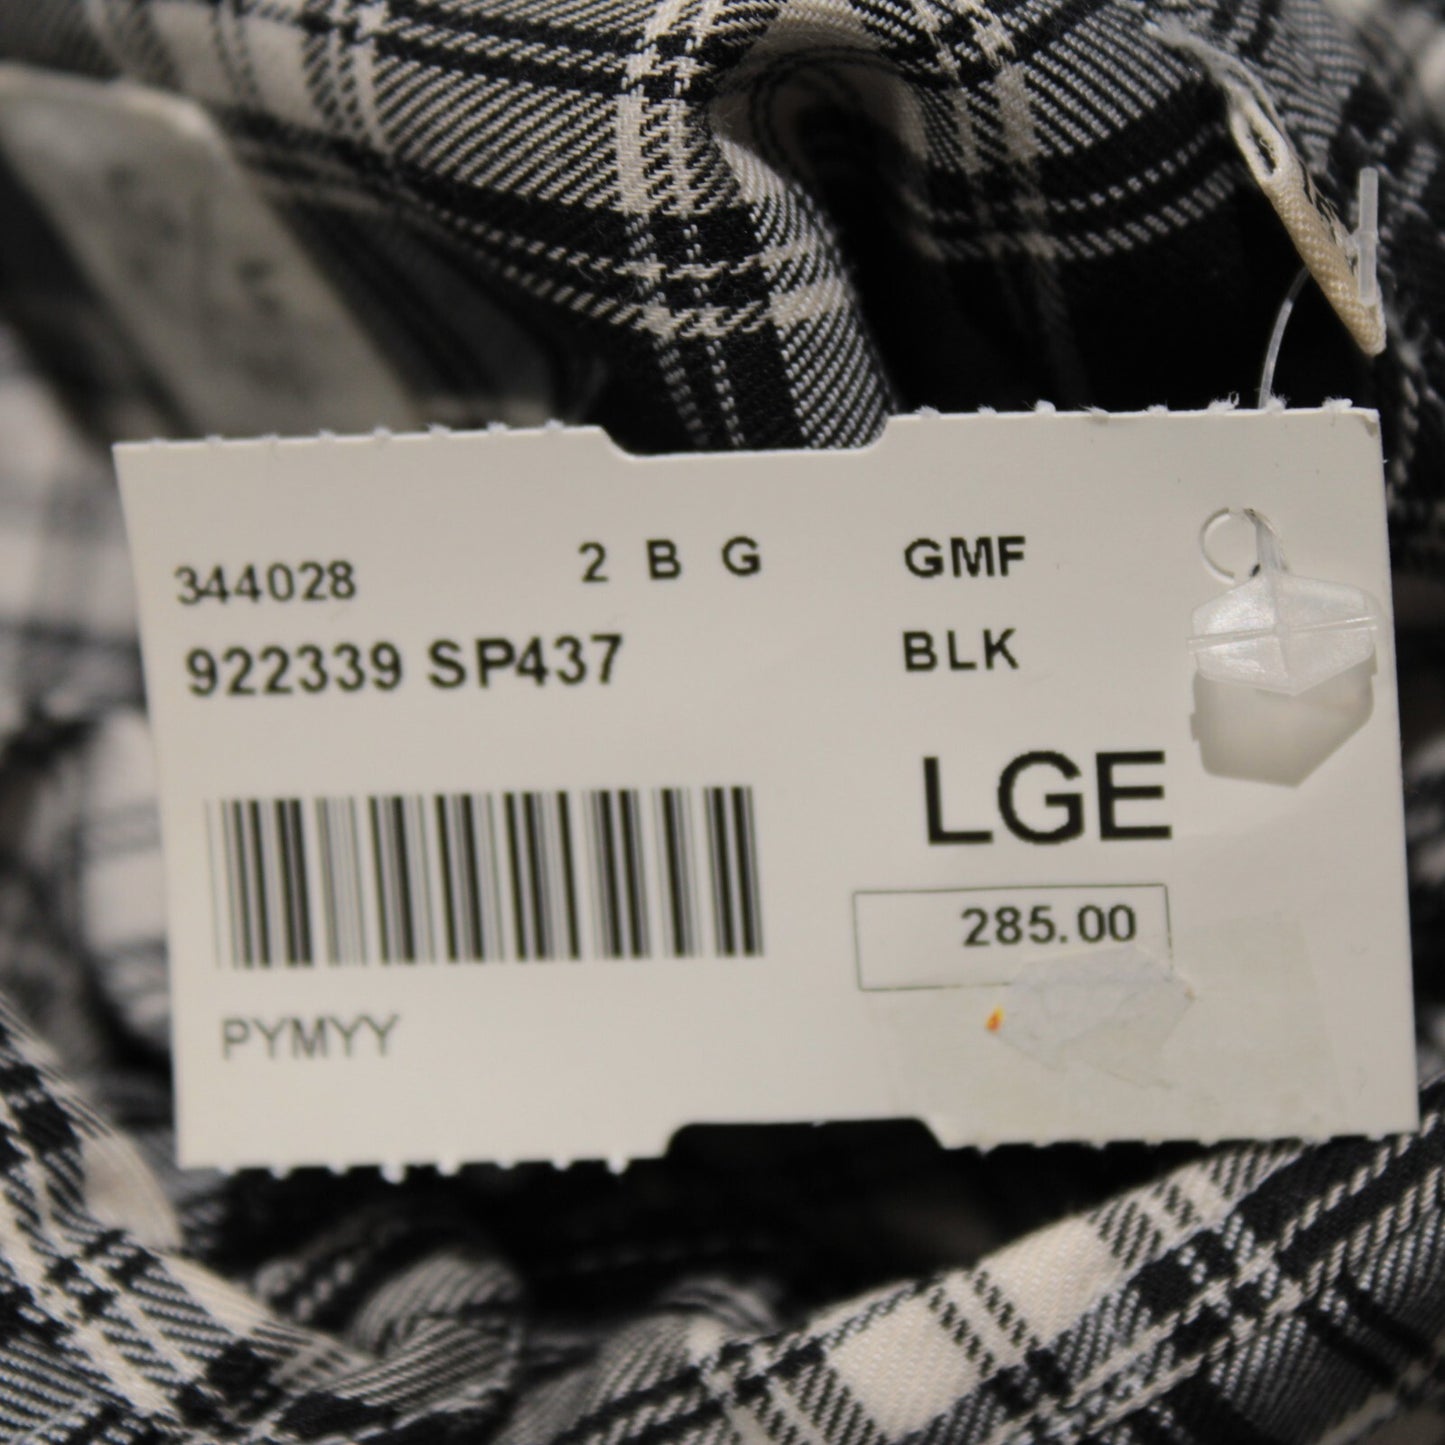 344028 2 B G GMF
922339 SP437 BLK
LGE
285.00
PYMYY